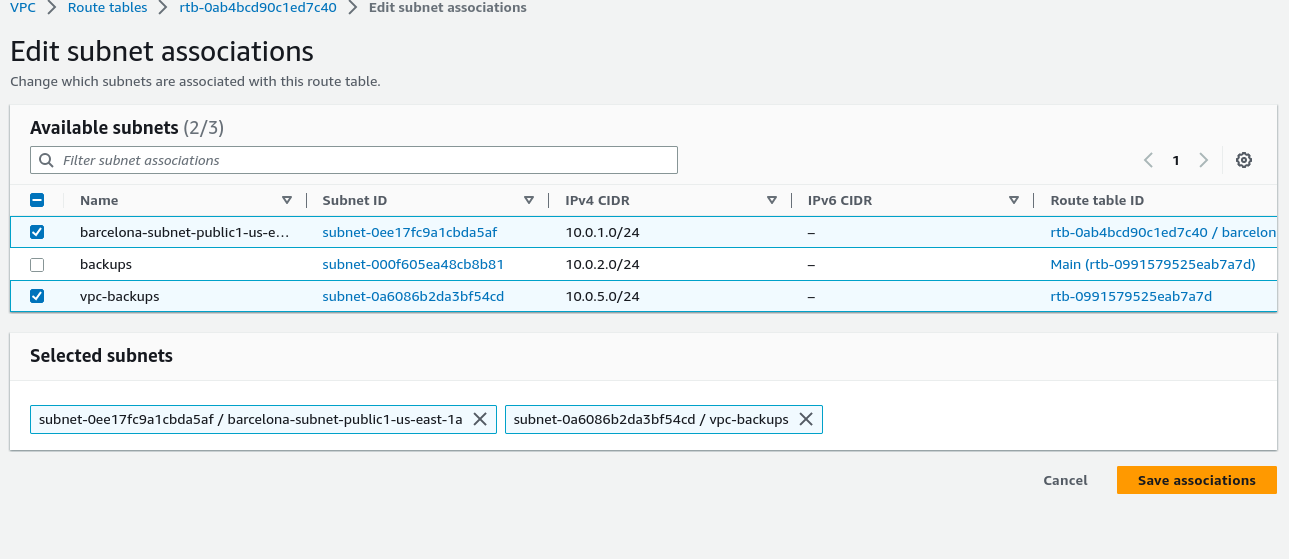 VPC > Route tables > rtb-0ab4bcd90c1ed7c40 > Edit subnet associations
Edit subnet associations
Change which subnets are associated with this route table.
Available subnets (2/3)
Filter subnet associations
1
Name Subnet ID IPv4 CIDR IPv6 CIDR Route table ID
barcelona-subnet-public1-us-e… subnet-0ee17fc9a1cbda5af 10.0.1.0/24 – rtb-0ab4bcd90c1ed7c40 / barcelon
backups subnet-000f605ea48cb8b81 10.0.2.0/24 – Main (rtb-0991579525eab7a7d)
vpc-backups subnet-0a6086b2da3bf54cd 10.0.5.0/24 – rtb-0991579525eab7a7d
Selected subnets
subnet-0ee17fc9a1cbda5af / barcelona-subnet-public1-us-east-1a subnet-0a6086b2da3bf54cd / vpc-backups
Cancel Save associations